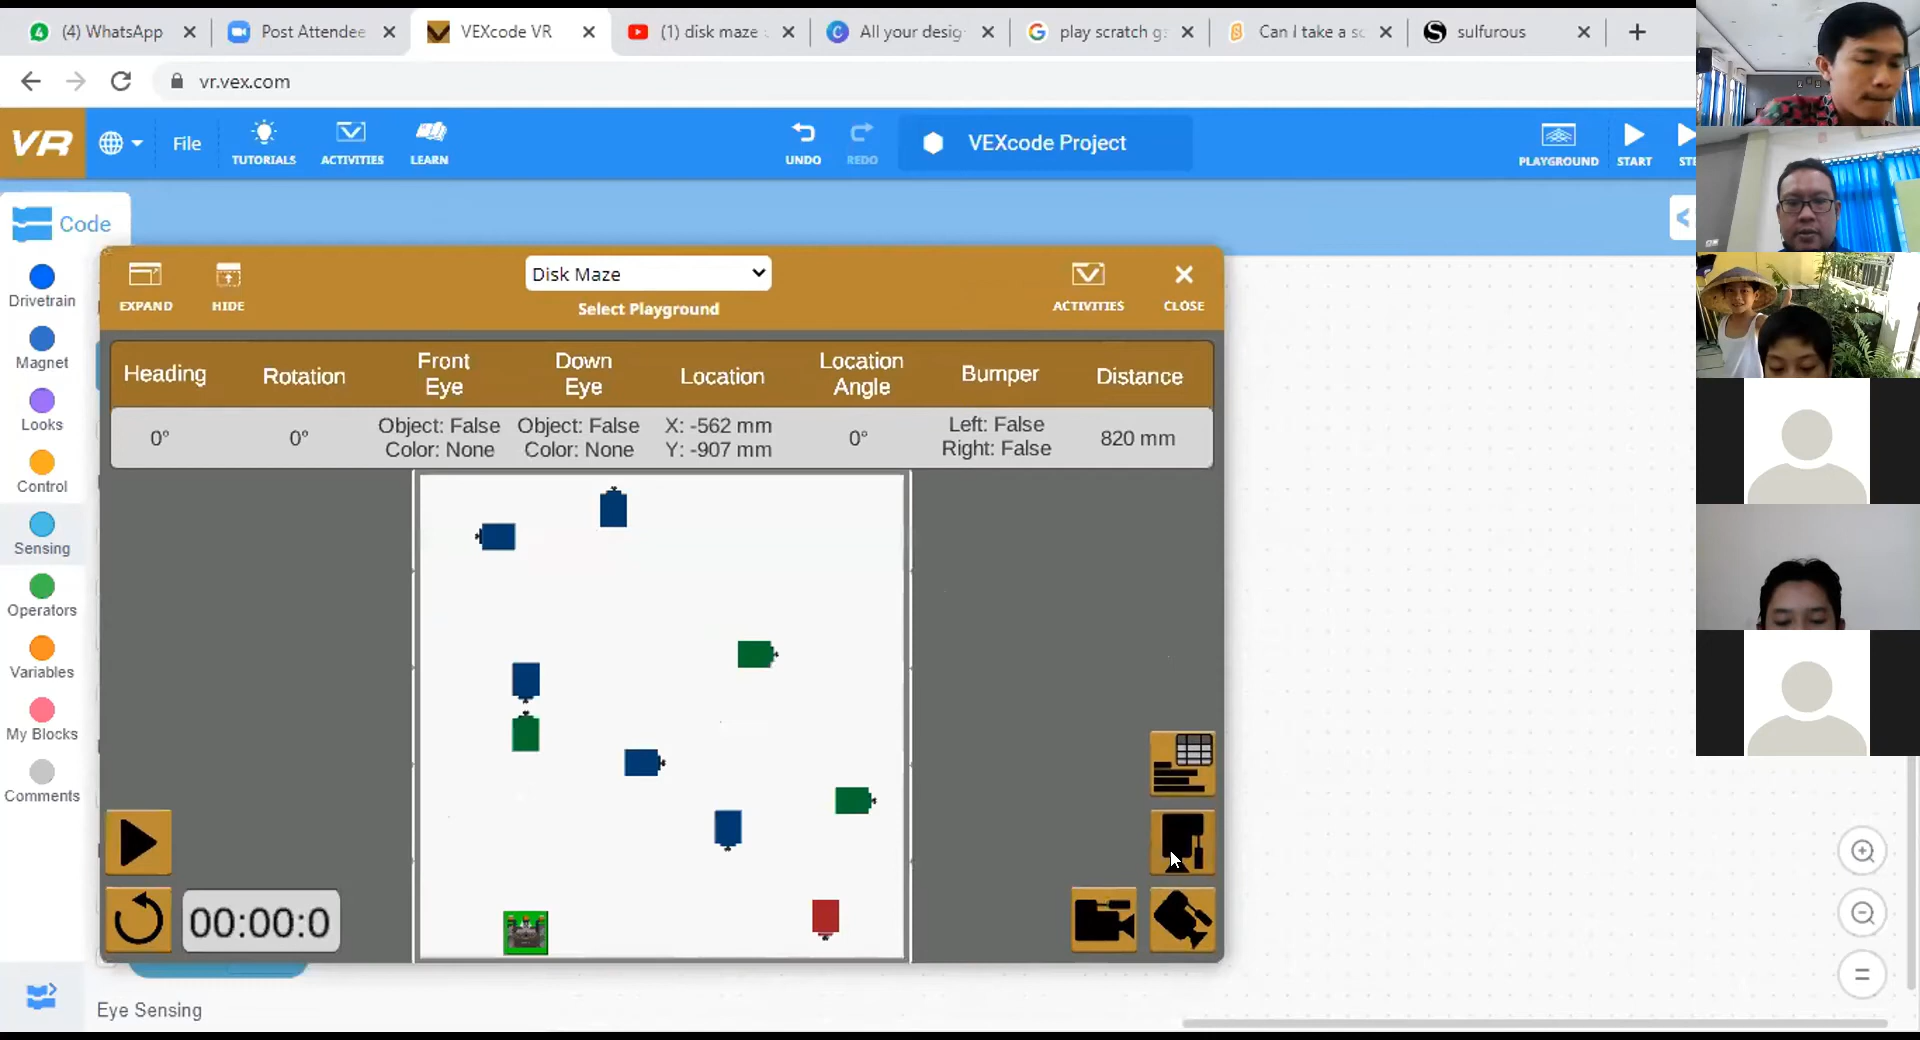 (4) WhatsApp
Post Attendee
VEXcode VR
(1) disk maze
All your desig
play scratch g
Can I take a sc
sulfurous
vr.vex.com
VR
File
TUTORIALS
ACTIVITIES
LEARN
UNDO
REDO
VEXcode Project
PLAYGROUND
START
STE
Code
Drivetrain
Magnet
Looks
Control
Sensing
Operators
Variables
My Blocks
Comments
EXPAND
HIDE
Disk Maze
Select Playground
ACTIVITIES
CLOSE
Heading
Rotation
Front
Eye
Down
Eye
Location
Location
Angle
Bumper
Distance
0°
0°
Object: False
Color: None
Object: False
Color: None
X: -562 mm
Y: -907 mm
0°
Left: False
Right: False
820 mm
00:00:0
Eye Sensing